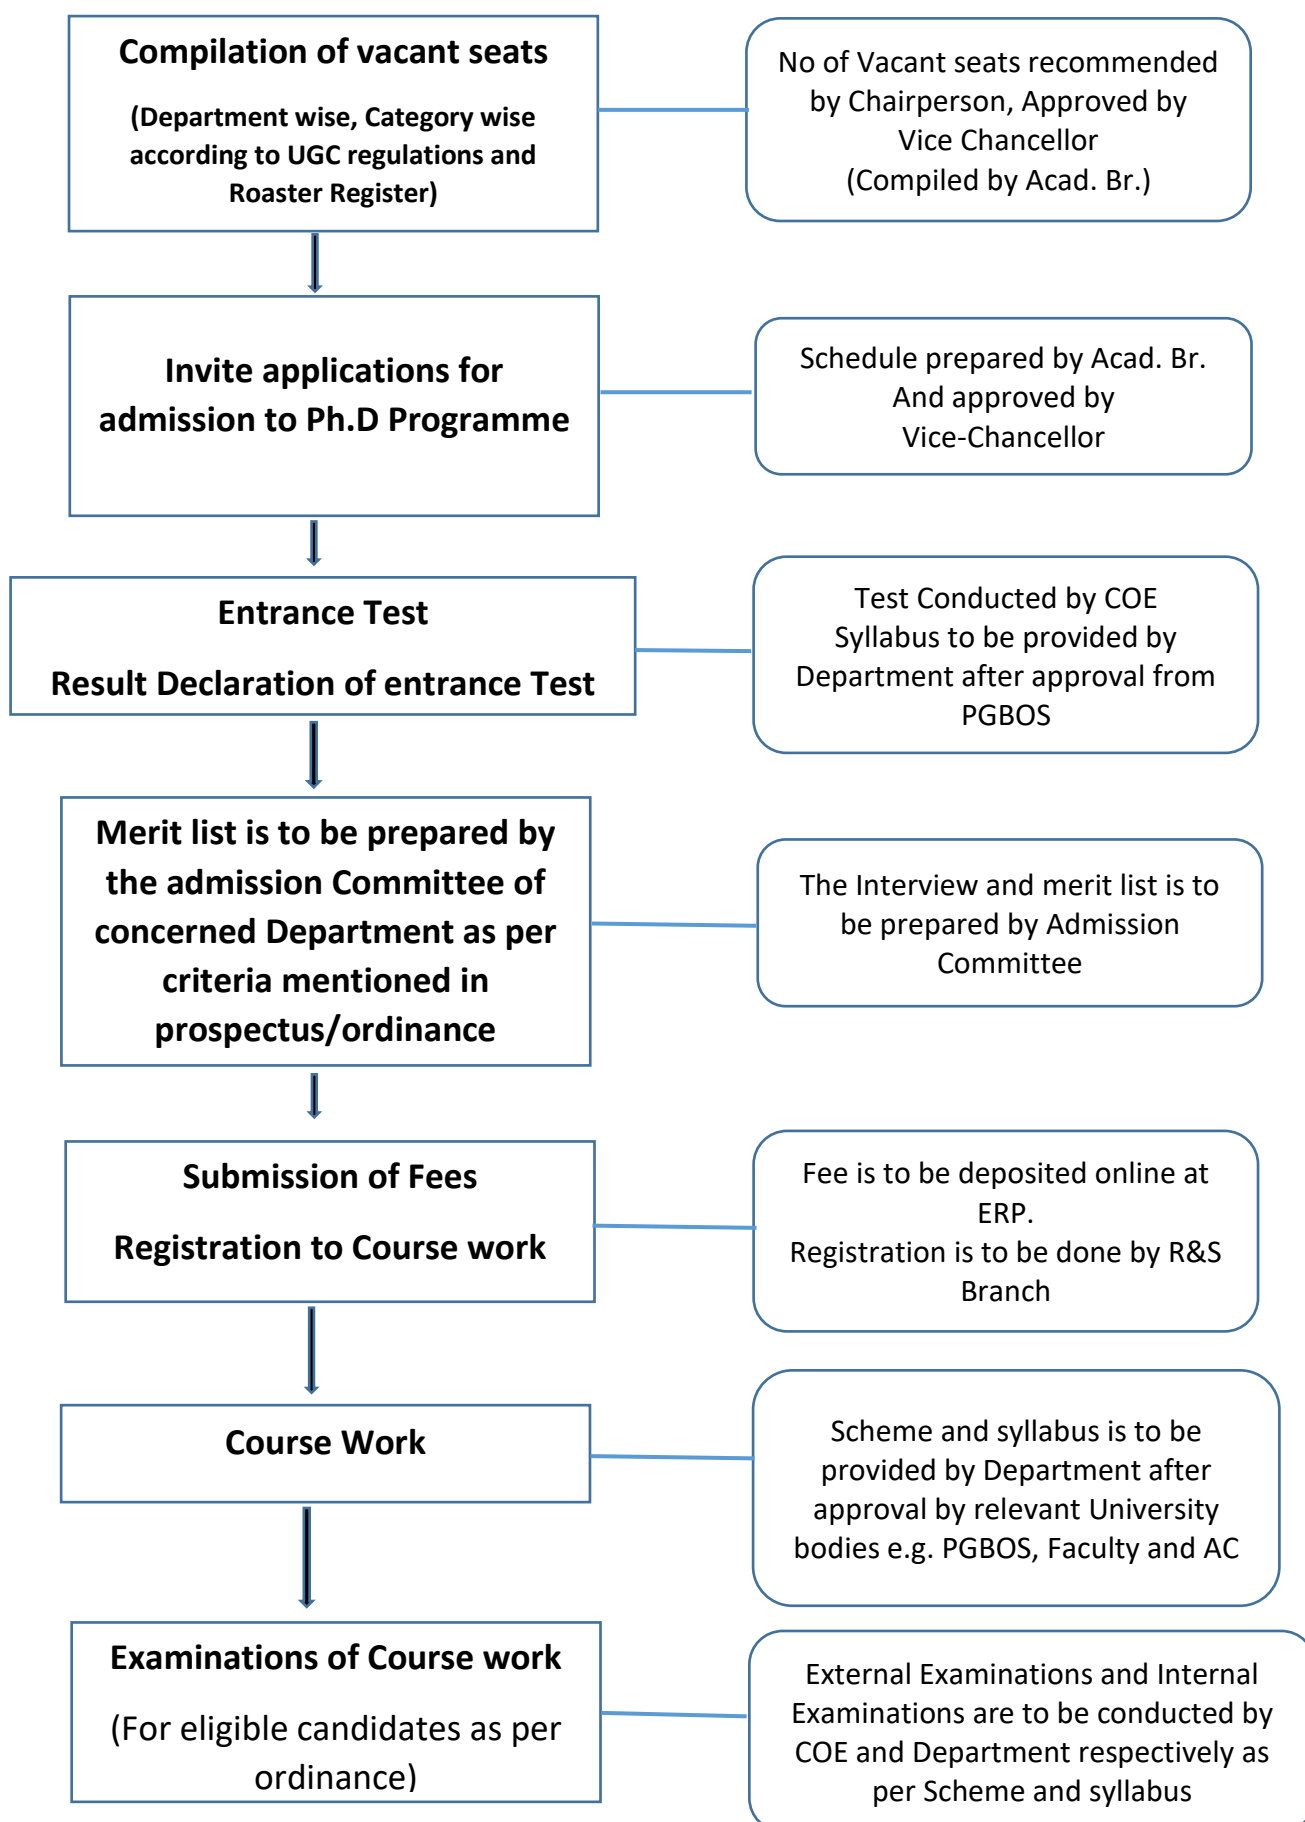 Compilation of vacant seats
(Department wise, Category wise
according to UGC regulations and
Roaster Register)
No of Vacant seats recommended
by Chairperson, Approved by
Vice Chancellor
(Compiled by Acad. Br.)
Invite applications for
admission to Ph.D Programme
Schedule prepared by Acad. Br.
And approved by
Vice-Chancellor
Entrance Test
Result Declaration of entrance Test
Test Conducted by COE
Syllabus to be provided by
Department after approval from
PGBOS
Merit list is to be prepared by
the admission Committee of
concerned Department as per
criteria mentioned in
prospectus/ordinance
The Interview and merit list is to
be prepared by Admission
Committee
Submission of Fees
Registration to Course work
Fee is to be deposited online at
ERP.
Registration is to be done by R&S
Branch
Course Work
Scheme and syllabus is to be
provided by Department after
approval by relevant University
bodies e.g. PGBOS, Faculty and AC
Examinations of Course work
(For eligible candidates as per
ordinance)
External Examinations and Internal
Examinations are to be conducted by
COE and Department respectively as
per Scheme and syllabus